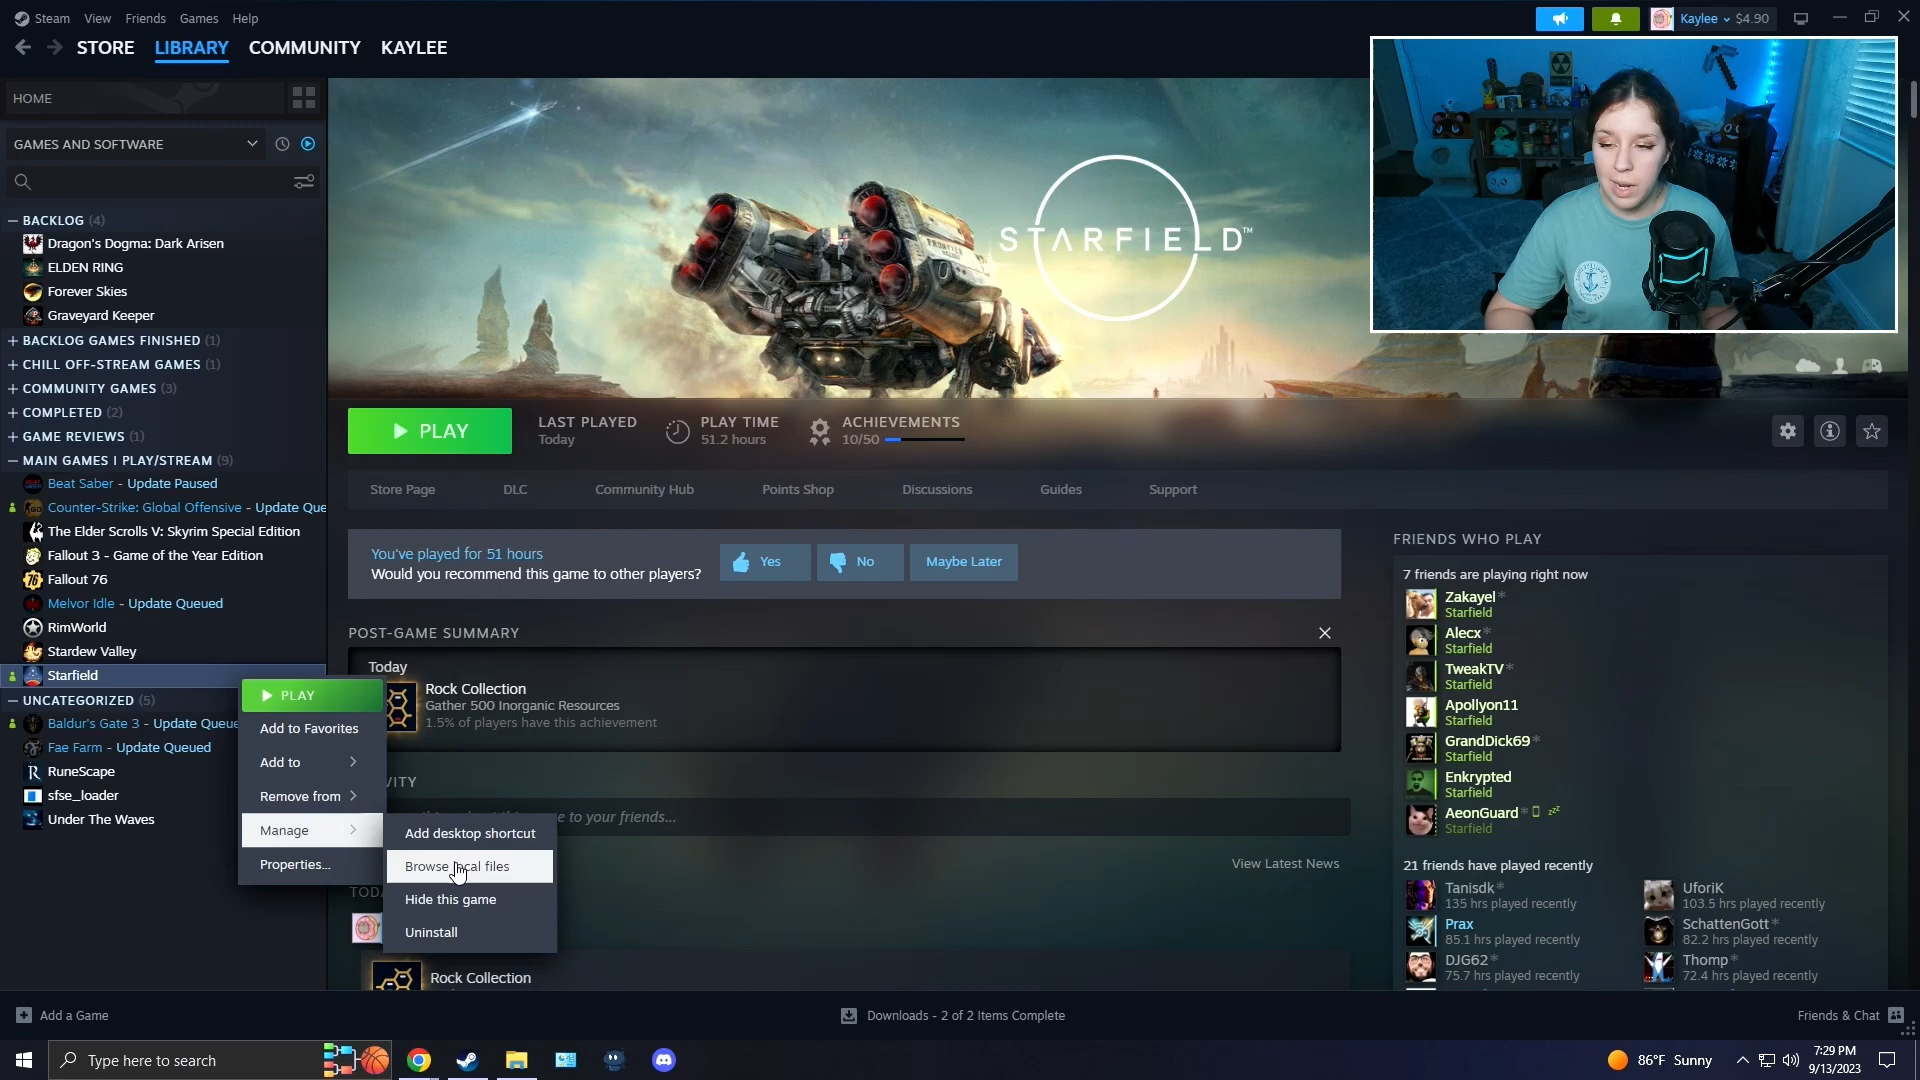 Steam View Friends Games Help
Kaylee $4.90
STORE LIBRARY COMMUNITY KAYLEE
HOME
GAMES AND SOFTWARE
BACKLOG (4)
Dragon's Dogma: Dark Arisen
ELDEN RING
Forever Skies
Graveyard Keeper
BACKLOG GAMES FINISHED (1)
CHILL OFF-STREAM GAMES (1)
COMMUNITY GAMES (3)
COMPLETED (2)
GAME REVIEWS (1)
MAIN GAMES I PLAY/STREAM (9)
Beat Saber - Update Paused
Counter-Strike: Global Offensive - Update Que
The Elder Scrolls V: Skyrim Special Edition
Fallout 3 - Game of the Year Edition
Fallout 76
Melvor Idle - Update Queued
RimWorld
Stardew Valley
Starfield
UNCATEGORIZED (5)
Baldur's Gate 3 - Update Queue
Fae Farm - Update Queued
RuneScape
sfse_loader
Under The Waves
PLAY
Add to Favorites
Add to
Remove from
Manage
Properties...
Add desktop shortcut
Browse local files
Hide this game
Uninstall
STARFIELD™
PLAY
LAST PLAYED
Today
PLAY TIME
51.2 hours
ACHIEVEMENTS
10/50
Store Page DLC Community Hub Points Shop Discussions Guides Support
You've played for 51 hours
Would you recommend this game to other players?
Yes No Maybe Later
POST-GAME SUMMARY
Today
Rock Collection
Gather 500 Inorganic Resources
1.5% of players have this achievement
VITY
e to your friends...
View Latest News
TODA
Rock Collection
FRIENDS WHO PLAY
7 friends are playing right now
Zakayel*
Starfield
Alecx*
Starfield
TweakTV*
Starfield
Apollyon11
Starfield
GrandDick69*
Starfield
Enkrypted
Starfield
AeonGuard* zzz
Starfield
21 friends have played recently
Tanisdk*
135 hrs played recently
UforiK
103.5 hrs played recently
Prax
85.1 hrs played recently
SchattenGott*
82.2 hrs played recently
DJG62*
75.7 hrs played recently
Thomp*
72.4 hrs played recently
Add a Game
Downloads - 2 of 2 Items Complete
Friends & Chat
Type here to search
86°F Sunny
7:29 PM
9/13/2023